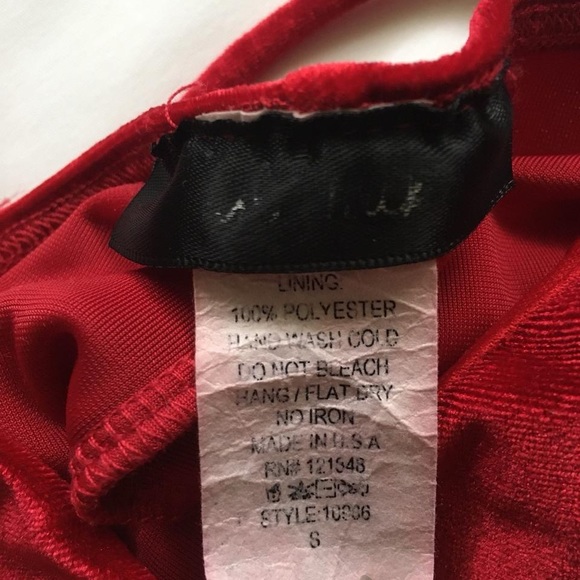 LINING:
100% POLYESTER
HAND WASH COLD
DO NOT BLEACH
HANG / FLAT DRY
NO IRON
MADE IN U.S.A
RN# 121548
STYLE: 10906
S